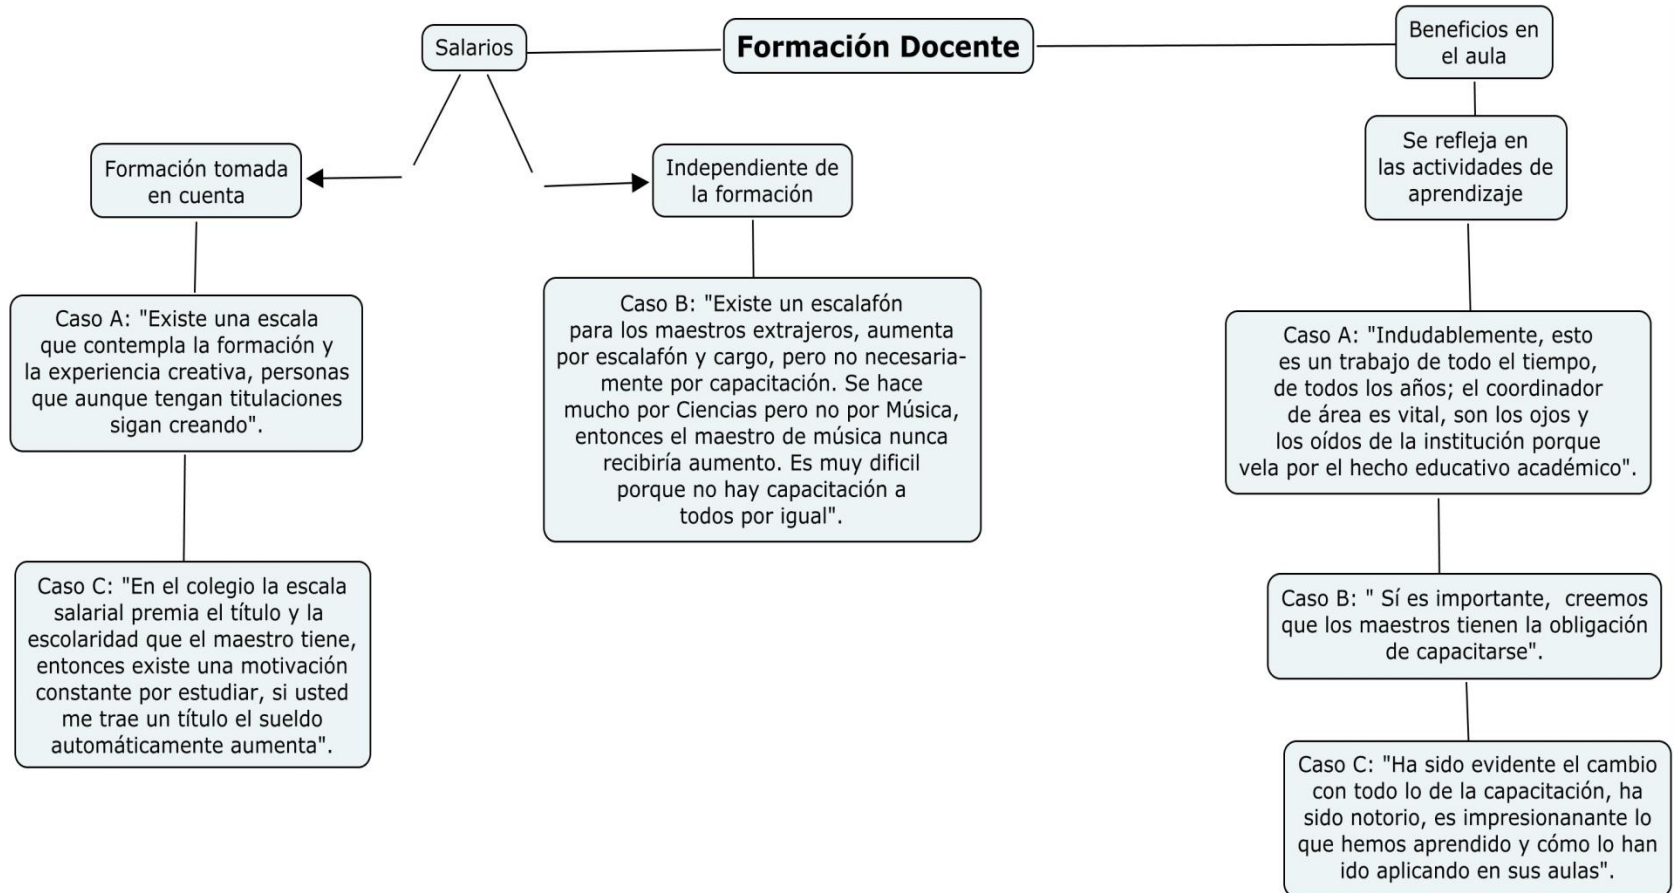 Formación Docente
Salarios
Formación tomada
en cuenta
Caso A: "Existe una escala
que contempla la formación y
la experiencia creativa, personas
que aunque tengan titulaciones
sigan creando".
Caso C: "En el colegio la escala
salarial premia el título y la
escolaridad que el maestro tiene,
entonces existe una motivación
constante por estudiar, si usted
me trae un título el sueldo
automáticamente aumenta".
Independiente de
la formación
Caso B: "Existe un escalafón
para los maestros extranjeros, aumenta
por escalafón y cargo, pero no necesaria-
mente por capacitación. Se hace
mucho por Ciencias pero no por Música,
entonces el maestro de música nunca
recibiría aumento. Es muy dificil
porque no hay capacitación a
todos por igual".
Beneficios en
el aula
Se refleja en
las actividades de
aprendizaje
Caso A: "Indudablemente, esto
es un trabajo de todo el tiempo,
de todos los años; el coordinador
de área es vital, son los ojos y
los oídos de la institución porque
vela por el hecho educativo académico".
Caso B: " Sí es importante,  creemos
que los maestros tienen la obligación
de capacitarse".
Caso C: "Ha sido evidente el cambio
con todo lo de la capacitación, ha
sido notorio, es impresionanante lo
que hemos aprendido y cómo lo han
ido aplicando en sus aulas".